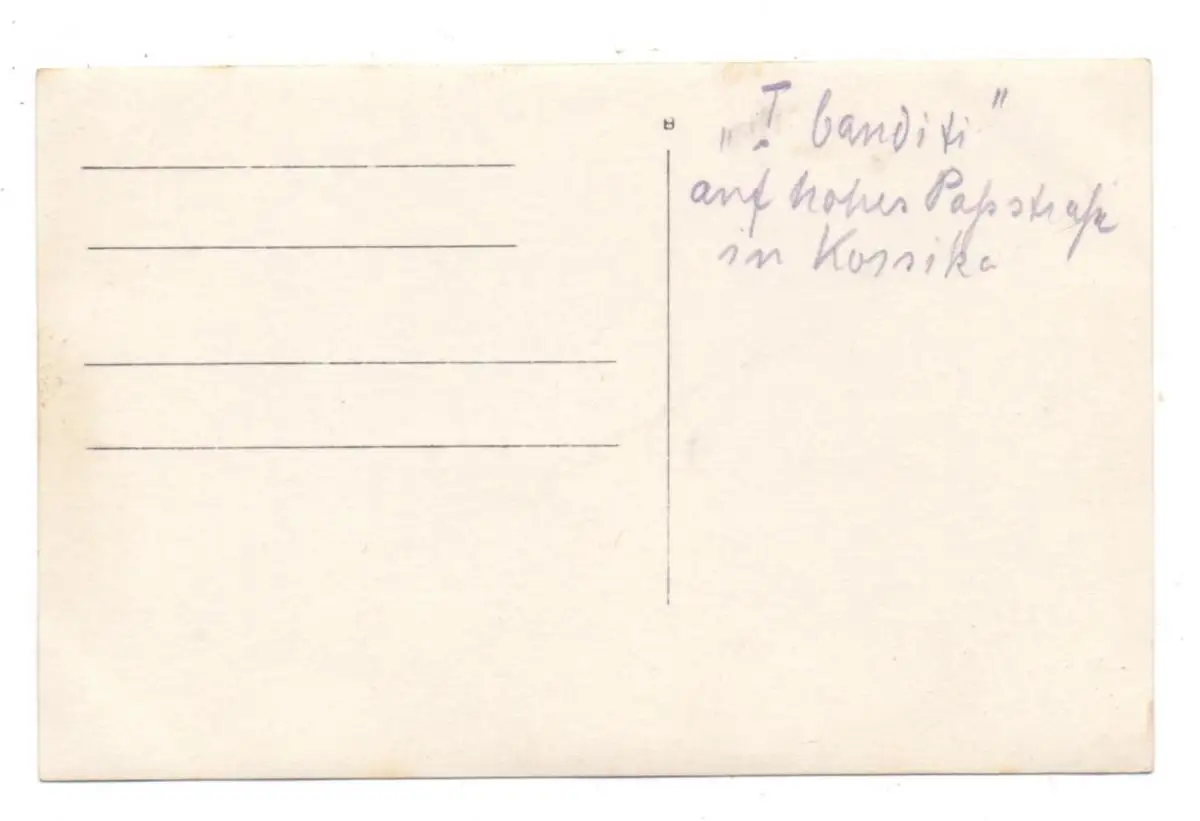 B
„I banditi"
auf hoher Paßstraße
in Korsika